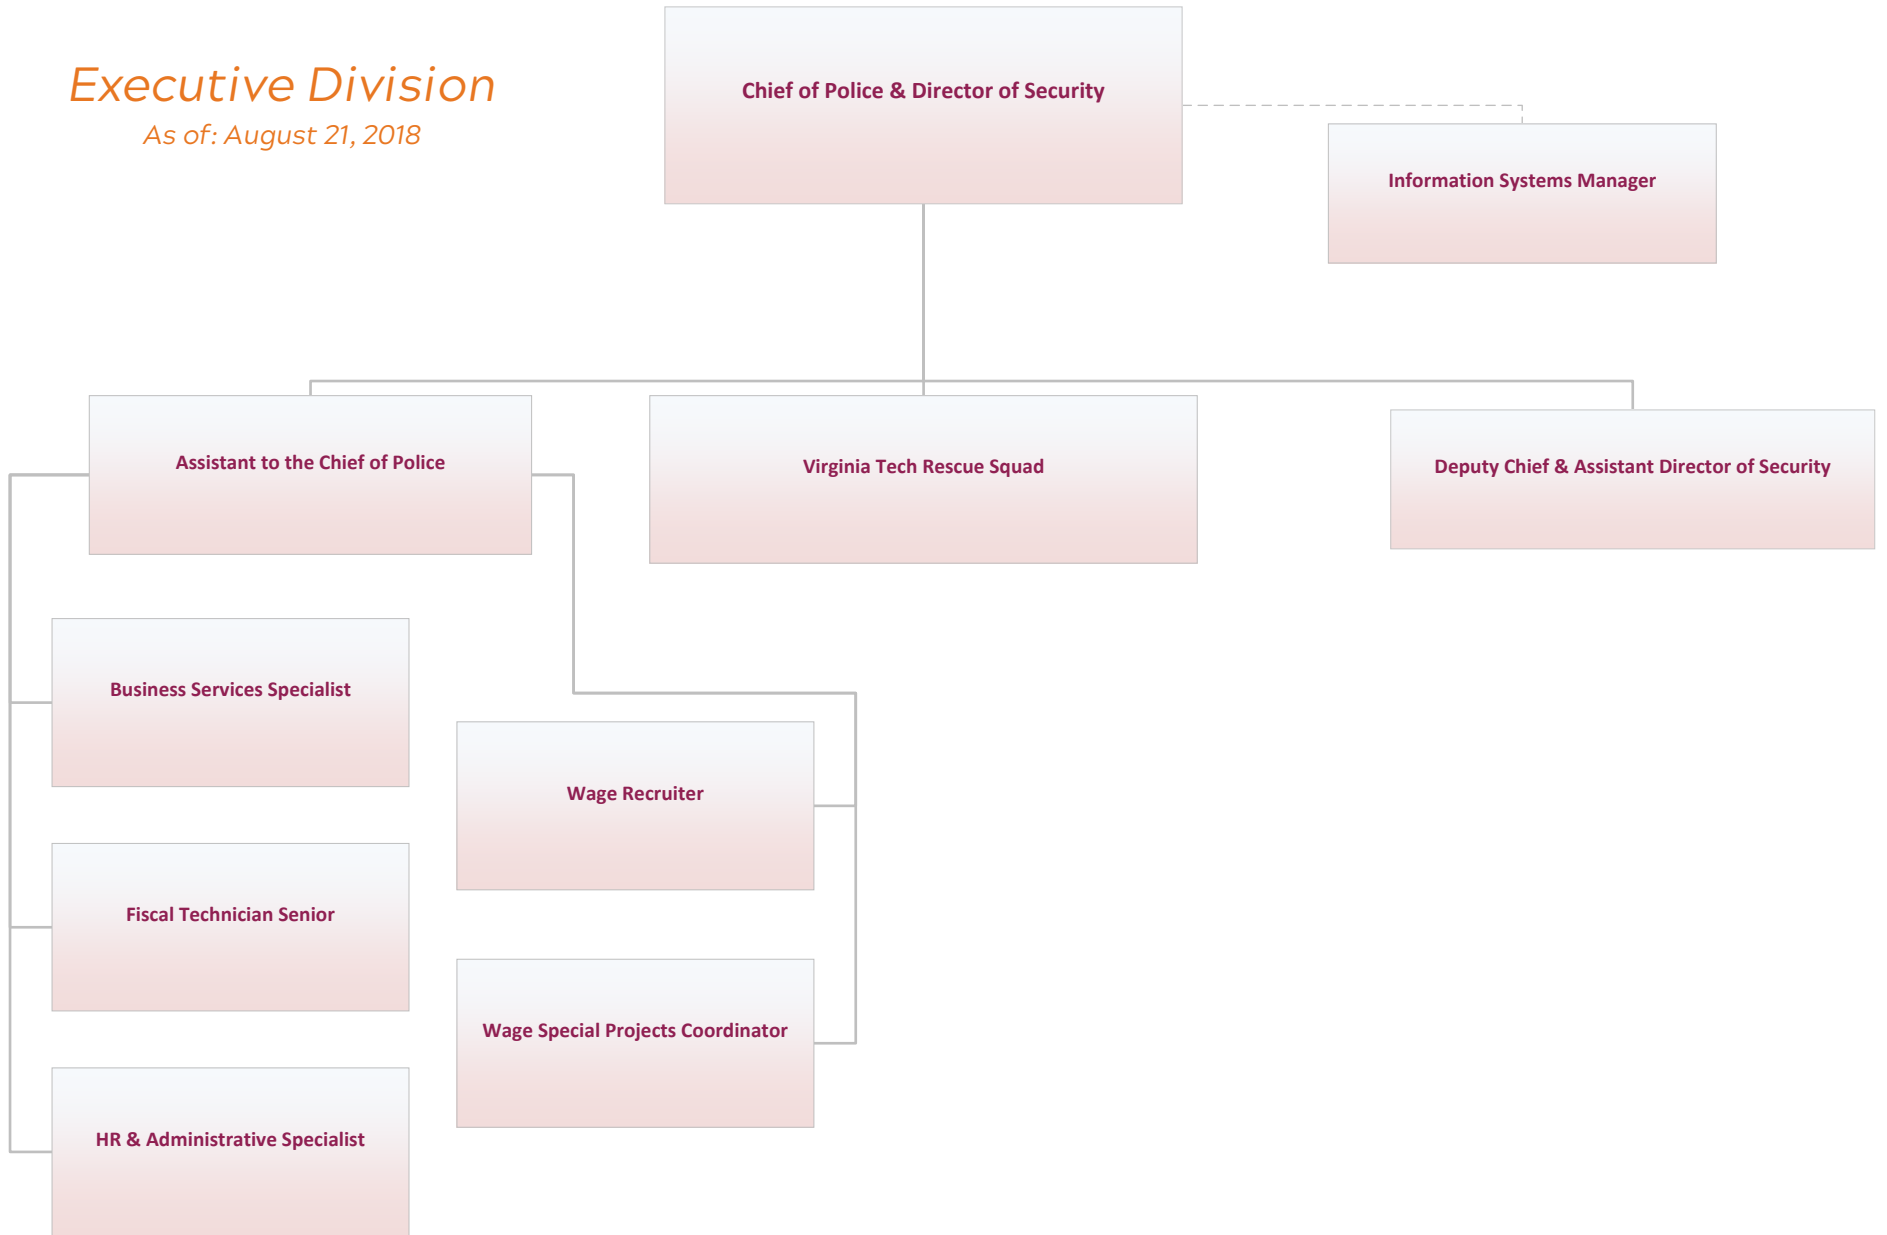 Executive Division
As of: August 21, 2018
Chief of Police & Director of Security
Information Systems Manager
Assistant to the Chief of Police
Virginia Tech Rescue Squad
Deputy Chief & Assistant Director of Security
Business Services Specialist
Wage Recruiter
Fiscal Technician Senior
Wage Special Projects Coordinator
HR & Administrative Specialist